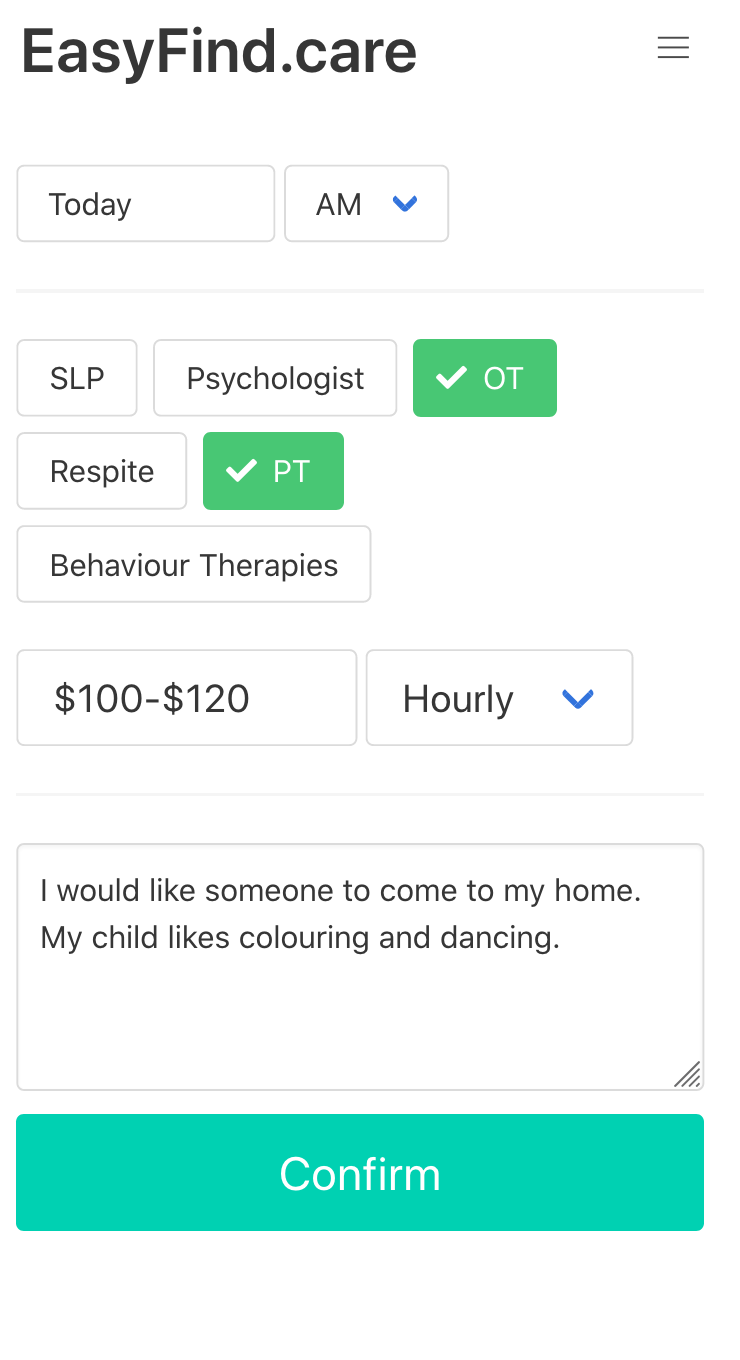 EasyFind.care
Today AM
SLP Psychologist OT
Respite PT
Behaviour Therapies
$100-$120 Hourly
I would like someone to come to my home.
My child likes colouring and dancing.
Confirm